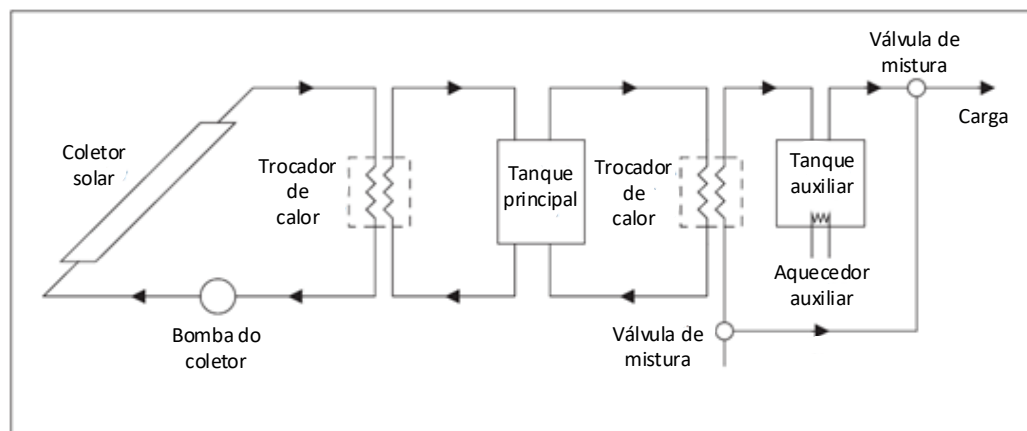 Válvula de
mistura
Carga
Coletor
solar
Trocador
de
calor
Tanque
principal
Trocador
de
calor
Tanque
auxiliar
Aquecedor
auxiliar
Bomba do
coletor
Válvula de
mistura